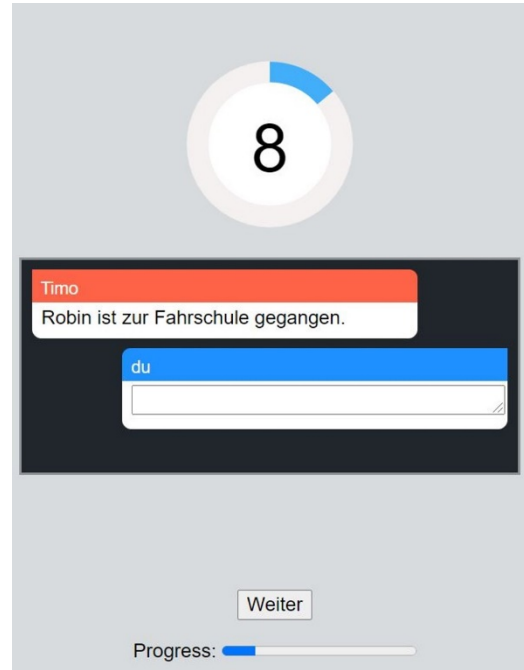 8
Timo
Robin ist zur Fahrschule gegangen.
du
Weiter
Progress: